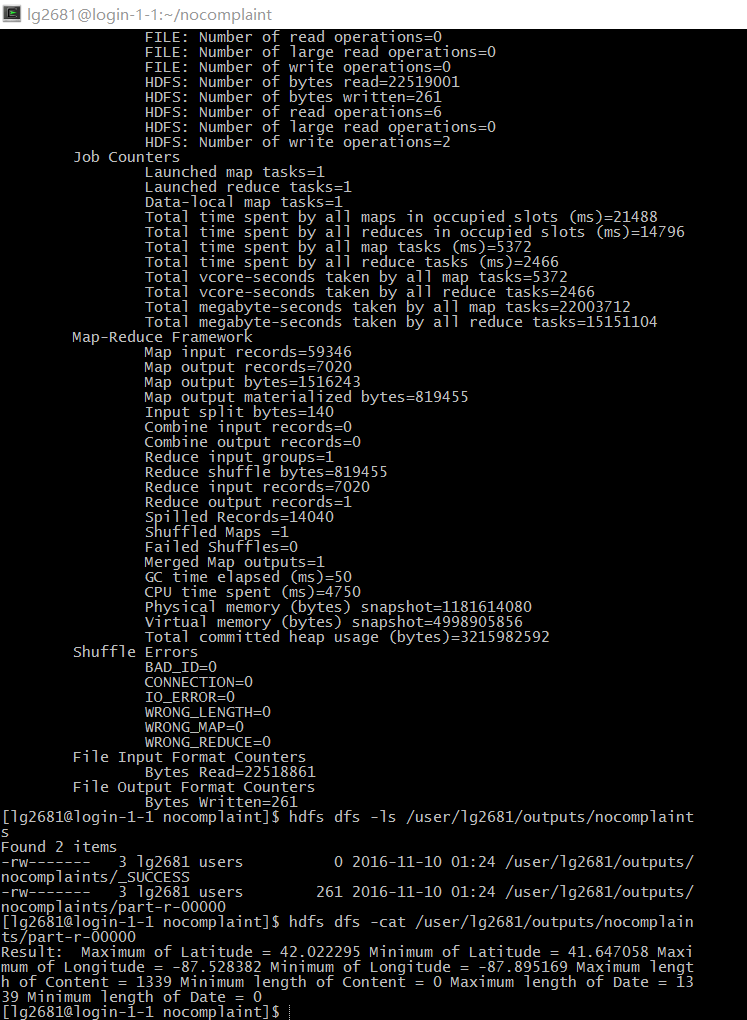 lg2681@login-1-1:~/nocomplaint
FILE: Number of read operations=0
FILE: Number of large read operations=0
FILE: Number of write operations=0
HDFS: Number of bytes read=22519001
HDFS: Number of bytes written=261
HDFS: Number of read operations=6
HDFS: Number of large read operations=0
HDFS: Number of write operations=2
Job Counters
Launched map tasks=1
Launched reduce tasks=1
Data-local map tasks=1
Total time spent by all maps in occupied slots (ms)=21488
Total time spent by all reduces in occupied slots (ms)=14796
Total time spent by all map tasks (ms)=5372
Total time spent by all reduce tasks (ms)=2466
Total vcore-seconds taken by all map tasks=5372
Total vcore-seconds taken by all reduce tasks=2466
Total megabyte-seconds taken by all map tasks=22003712
Total megabyte-seconds taken by all reduce tasks=15151104
Map-Reduce Framework
Map input records=59346
Map output records=7020
Map output bytes=1516243
Map output materialized bytes=819455
Input split bytes=140
Combine input records=0
Combine output records=0
Reduce input groups=1
Reduce shuffle bytes=819455
Reduce input records=7020
Reduce output records=1
Spilled Records=14040
Shuffled Maps =1
Failed Shuffles=0
Merged Map outputs=1
GC time elapsed (ms)=50
CPU time spent (ms)=4750
Physical memory (bytes) snapshot=1181614080
Virtual memory (bytes) snapshot=4998905856
Total committed heap usage (bytes)=3215982592
Shuffle Errors
BAD_ID=0
CONNECTION=0
IO_ERROR=0
WRONG_LENGTH=0
WRONG_MAP=0
WRONG_REDUCE=0
File Input Format Counters
Bytes Read=22518861
File Output Format Counters
Bytes Written=261
[lg2681@login-1-1 nocomplaint]$ hdfs dfs -ls /user/lg2681/outputs/nocomplaint
s
Found 2 items
-rw-------   3 lg2681 users          0 2016-11-10 01:24 /user/lg2681/outputs/
nocomplaints/_SUCCESS
-rw-------   3 lg2681 users        261 2016-11-10 01:24 /user/lg2681/outputs/
nocomplaints/part-r-00000
[lg2681@login-1-1 nocomplaint]$ hdfs dfs -cat /user/lg2681/outputs/nocomplain
ts/part-r-00000
Result:  Maximum of Latitude = 42.022295 Minimum of Latitude = 41.647058 Maxi
mum of Longitude = -87.528382 Minimum of Longitude = -87.895169 Maximum lengt
h of Content = 1339 Minimum length of Content = 0 Maximum length of Date = 13
39 Minimum length of Date = 0
[lg2681@login-1-1 nocomplaint]$